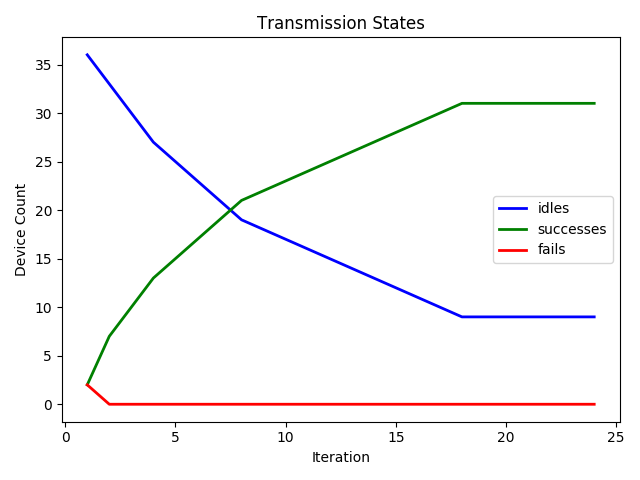 Transmission States
Device Count
35
30
25
20
15
10
5
0
idles
successes
fails
0 5 10 15 20 25
Iteration